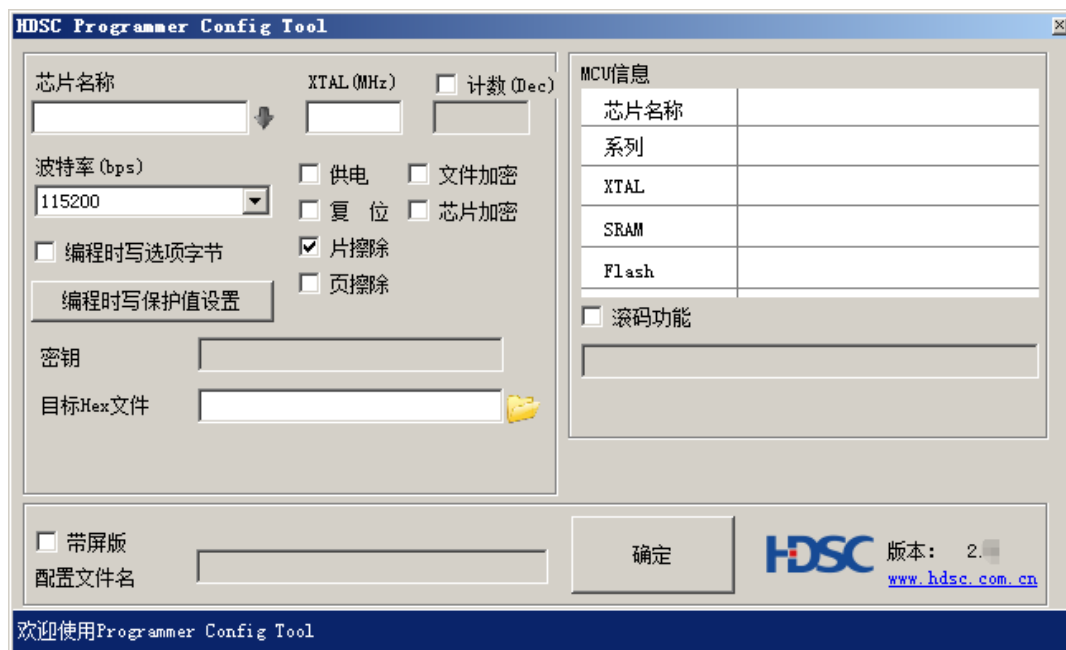 HDSC Programmer Config Tool
芯片名称
XTAL(MHz)
计数(Dec)
波特率(bps)
115200
供电
文件加密
复 位
芯片加密
编程时写选项字节
片擦除
页擦除
编程时写保护值设置
密钥
目标Hex文件
MCU信息
芯片名称
系列
XTAL
SRAM
Flash
滚码功能
带屏版
配置文件名
确定
HDSC
版本: 2.
www.hdsc.com.cn
欢迎使用Programmer Config Tool